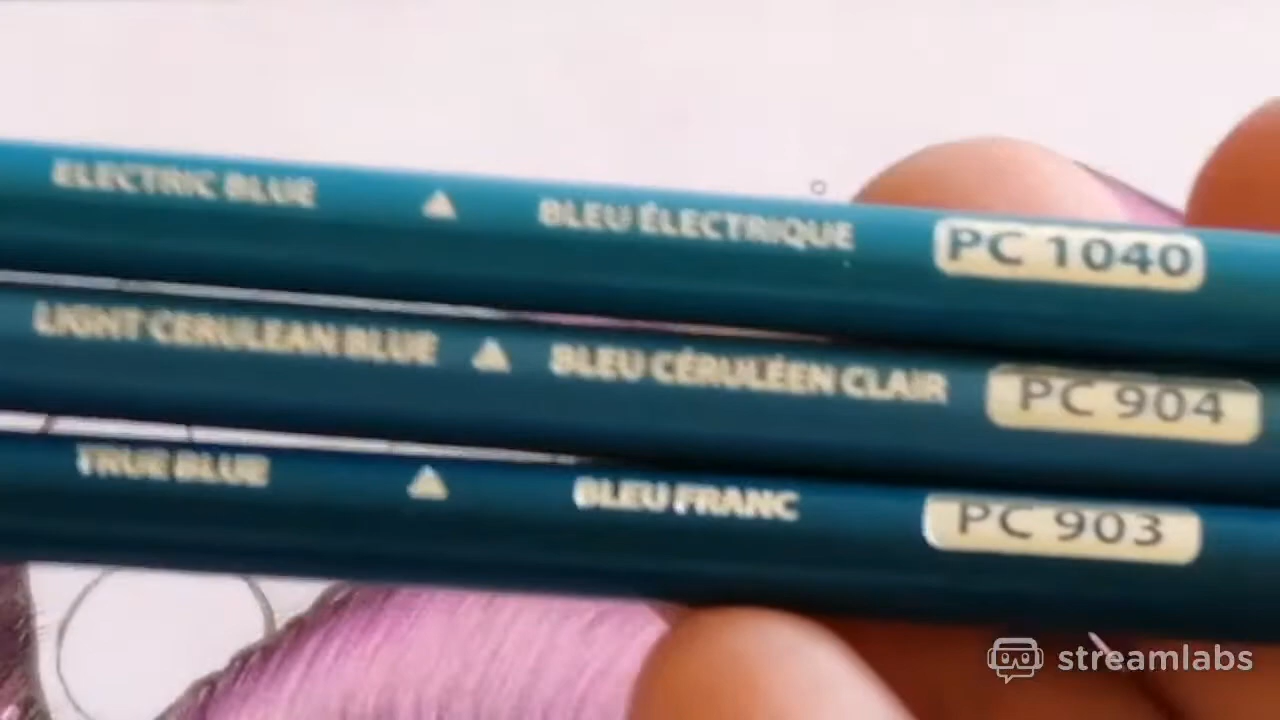 ELECTRIC BLUE ▲ BLEU ÉLECTRIQUE PC 1040
LIGHT CERULEAN BLUE ▲ BLEU CÉRULÉEN CLAIR PC 904
TRUE BLUE ▲ BLEU FRANC PC 903
streamlabs